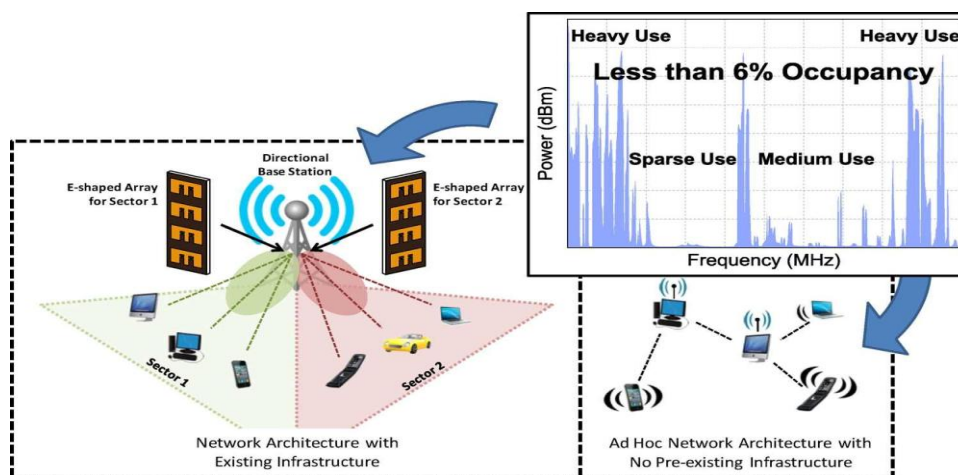 Heavy Use
Heavy Use
Less than 6% Occupancy
Sparse Use
Medium Use
Power (dBm)
Frequency (MHz)
Directional
Base Station
E-shaped Array
for Sector 1
E-shaped Array
for Sector 2
Sector 1
Sector 2
Network Architecture with
Existing Infrastructure
Ad Hoc Network Architecture with
No Pre-existing Infrastructure